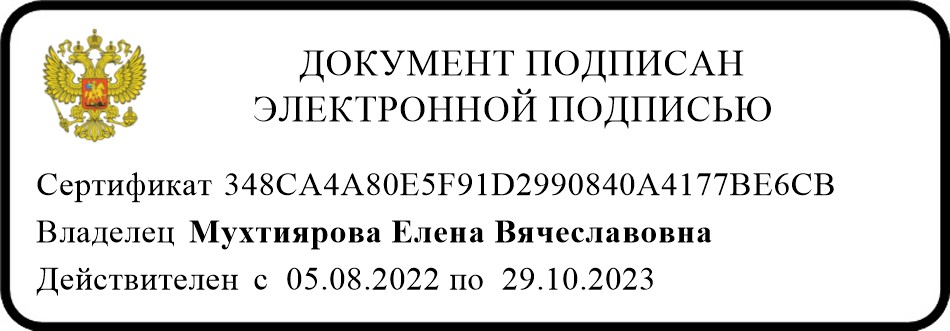 ДОКУМЕНТ ПОДПИСАН
ЭЛЕКТРОННОЙ ПОДПИСЬЮ
Сертификат 348CA4A80E5F91D2990840A4177BE6CB
Владелец Мухтиярова Елена Вячеславовна
Действителен с 05.08.2022 по 29.10.2023